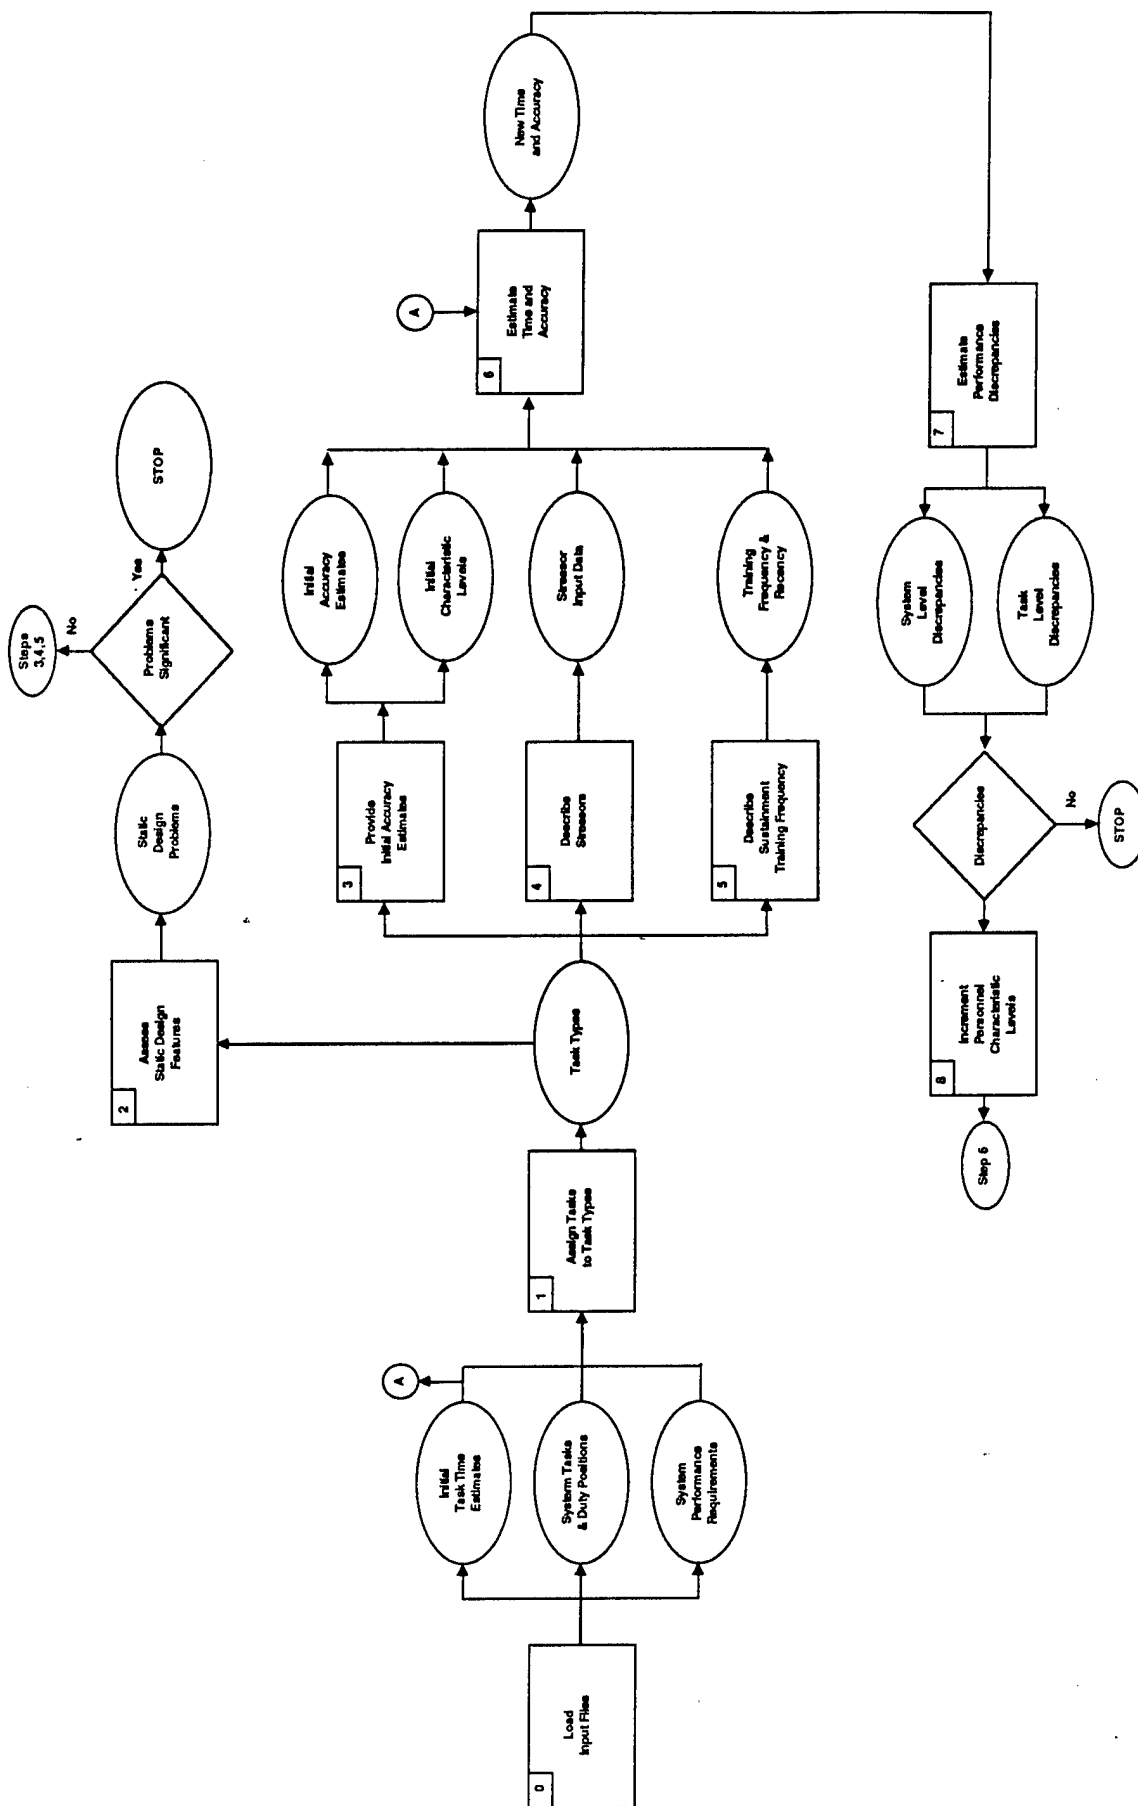 0
Load
Input Files
Initial
Task Time
Estimates
System Tasks
& Duty Positions
System
Performance
Requirements
A
1
Assign Tasks
to Task Types
Task Types
2
Assess
Static Design
Features
Static
Design
Problems
Problems
Significant
No
Steps
3,4,5
Yes
STOP
3
Provide
Initial Accuracy
Estimates
4
Describe
Stressors
5
Describe
Sustainment
Training Frequency
Initial
Accuracy
Estimates
Initial
Characteristic
Levels
Stressor
Input Data
Training
Frequency &
Recency
A
6
Estimate
Time and
Accuracy
New Time
and Accuracy
7
Estimate
Performance
Discrepancies
System
Level
Discrepancies
Task
Level
Discrepancies
Discrepancies
No
STOP
8
Increment
Personnel
Characteristic
Levels
Step 6